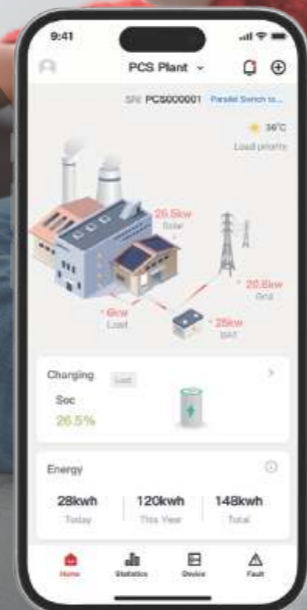 9:41
PCS Plant
SN: PCS000001 Parallel Switch to...
36°C
Load priority
26.5kw
Solar
20.6kw
Grid
6kw
Load
25kw
BAT
Charging
Soc
26.5%
Energy
28kwh 120kwh 148kwh
Today This Year Total
Home Statistics Device Fault